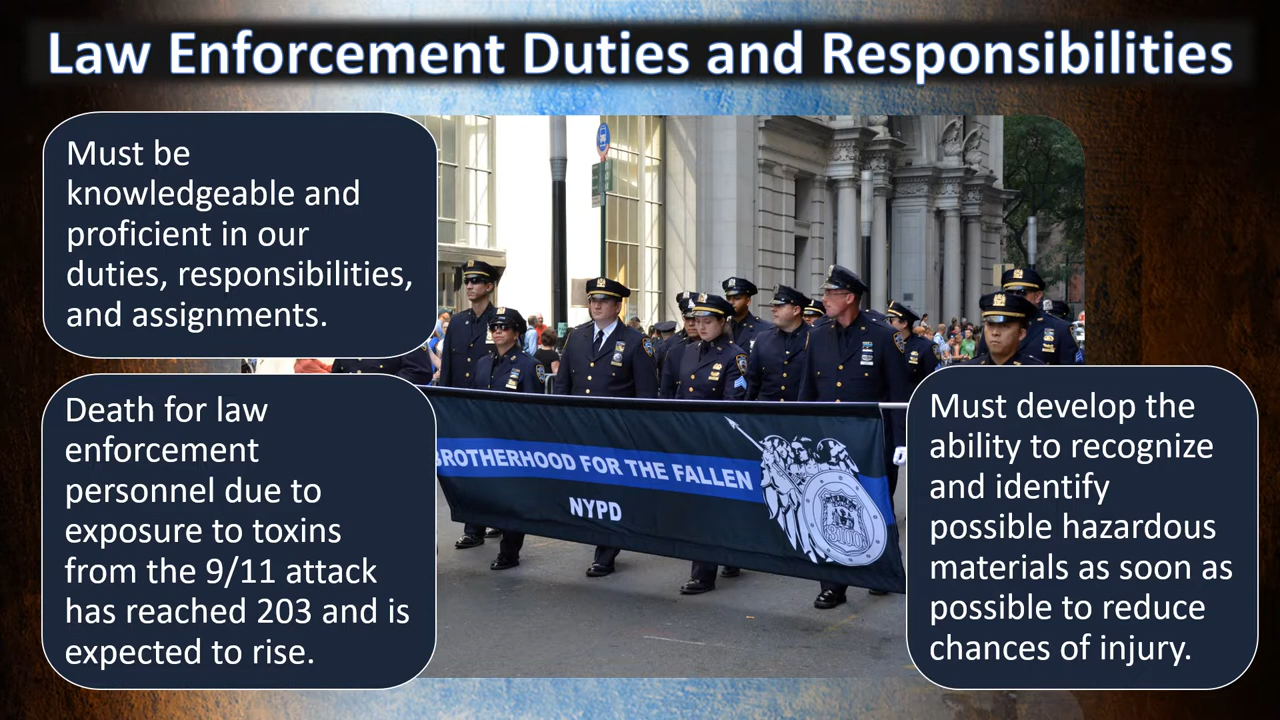 Law Enforcement Duties and Responsibilities
Must be
knowledgeable and
proficient in our
duties, responsibilities,
and assignments.
Death for law
enforcement
personnel due to
exposure to toxins
from the 9/11 attack
has reached 203 and is
expected to rise.
BROTHERHOOD FOR THE FALLEN
NYPD
Must develop the
ability to recognize
and identify
possible hazardous
materials as soon as
possible to reduce
chances of injury.